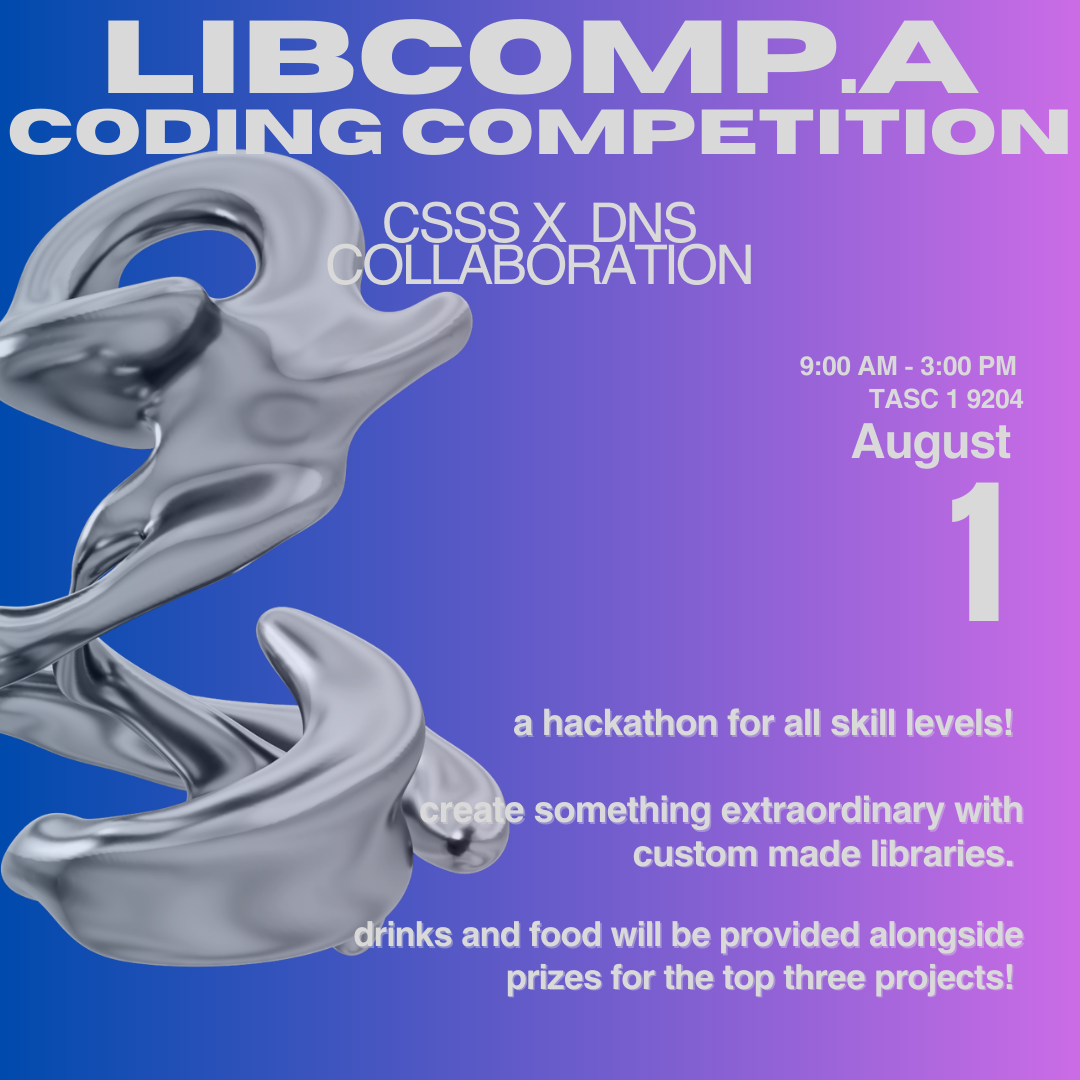 LIBCOMP.A
CODING COMPETITION
CSSS X DNS
COLLABORATION
9:00 AM - 3:00 PM
TASC 1 9204
August
1
a hackathon for all skill levels!
create something extraordinary with
custom made libraries.
drinks and food will be provided alongside
prizes for the top three projects!